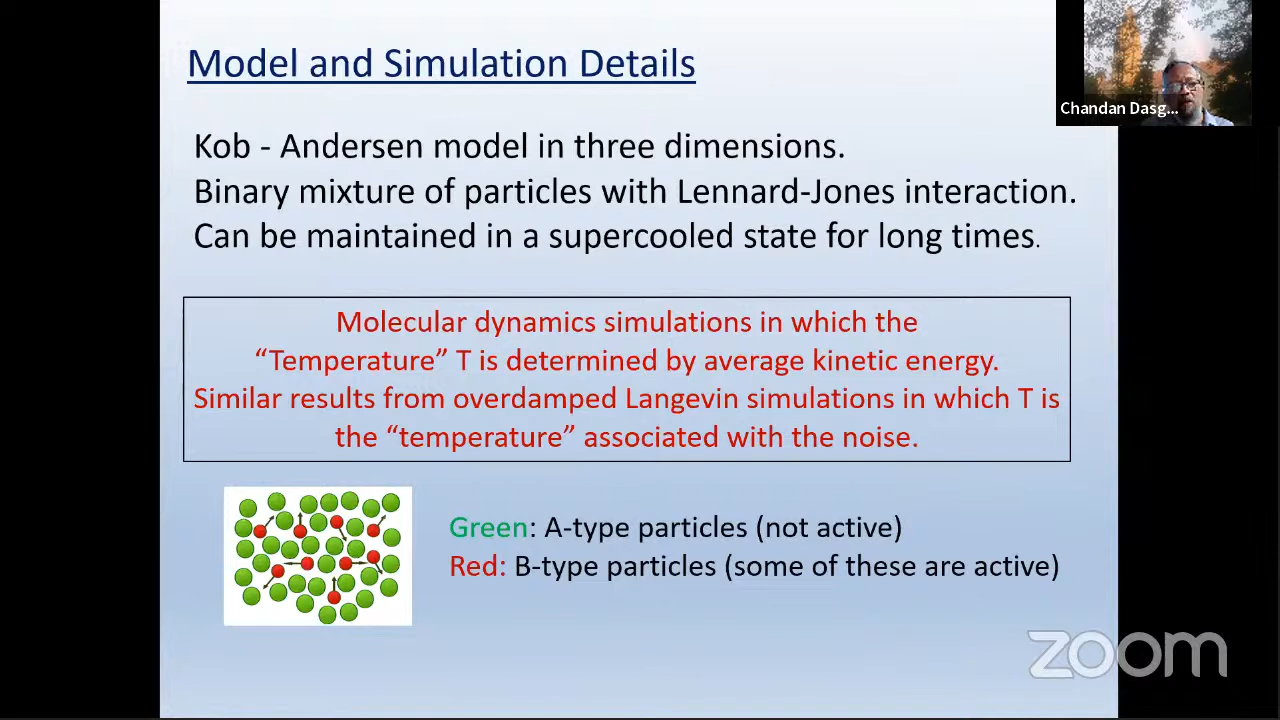 Model and Simulation Details
Chandan Dasg...
Kob - Andersen model in three dimensions.
Binary mixture of particles with Lennard-Jones interaction.
Can be maintained in a supercooled state for long times.
Molecular dynamics simulations in which the
“Temperature” T is determined by average kinetic energy.
Similar results from overdamped Langevin simulations in which T is
the “temperature” associated with the noise.
Green: A-type particles (not active)
Red: B-type particles (some of these are active)
zoom